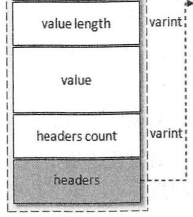 value length varint
value
headers count varint
headers